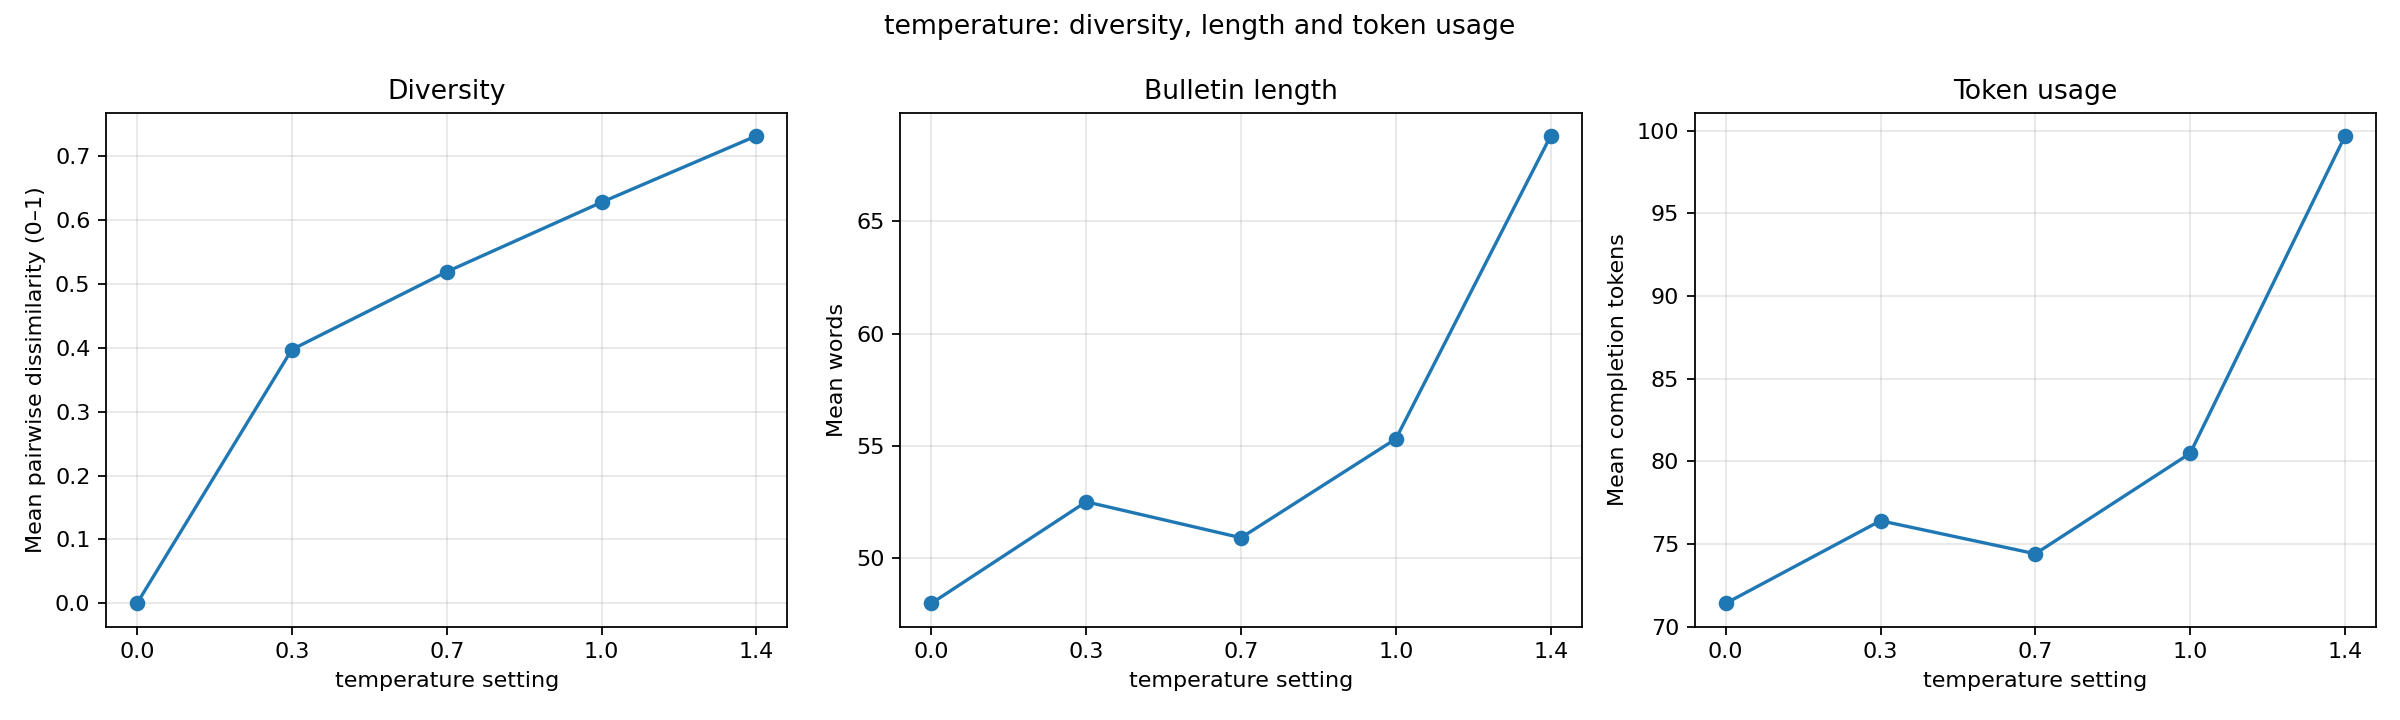 temperature: diversity, length and token usage
Diversity
Mean pairwise dissimilarity (0–1)
0.7
0.6
0.5
0.4
0.3
0.2
0.1
0.0
0.0 0.3 0.7 1.0 1.4
temperature setting
Bulletin length
Mean words
65
60
55
50
0.0 0.3 0.7 1.0 1.4
temperature setting
Token usage
Mean completion tokens
100
95
90
85
80
75
70
0.0 0.3 0.7 1.0 1.4
temperature setting